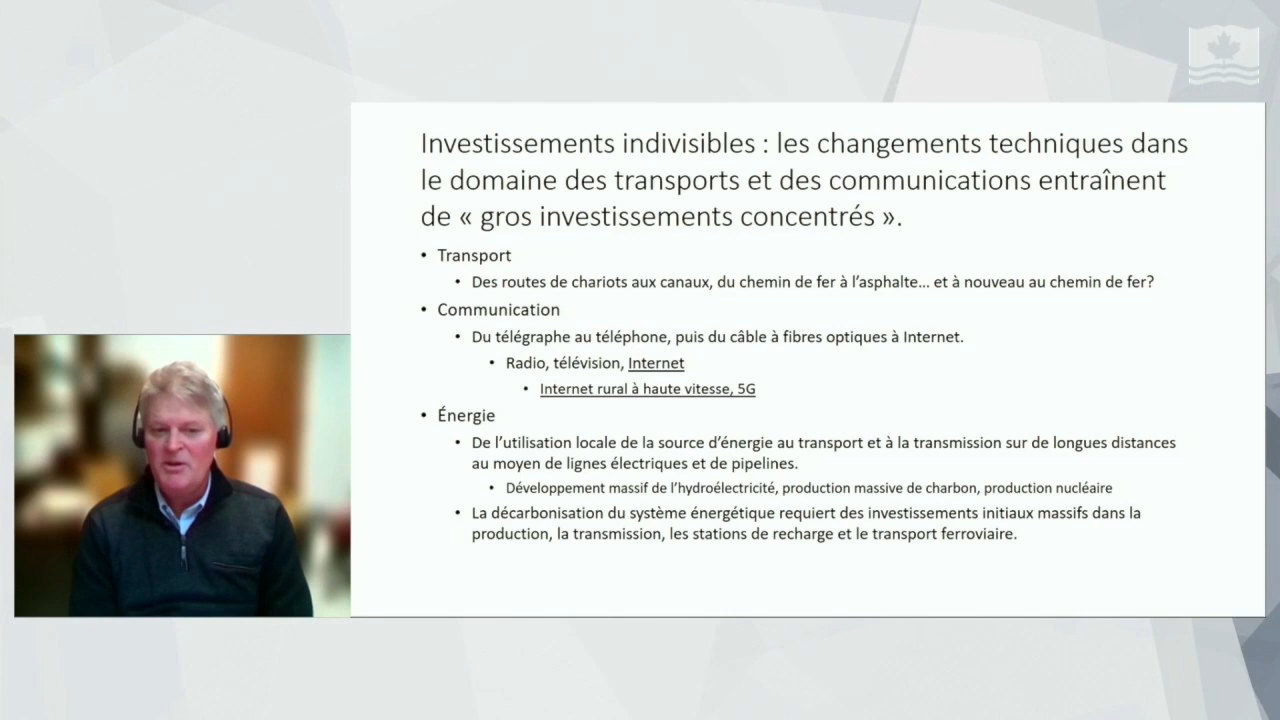 Investissements indivisibles : les changements techniques dans
le domaine des transports et des communications entraînent
de « gros investissements concentrés ».
• Transport
• Des routes de chariots aux canaux, du chemin de fer à l’asphalte... et à nouveau au chemin de fer?
• Communication
• Du télégraphe au téléphone, puis du câble à fibres optiques à Internet.
• Radio, télévision, Internet
• Internet rural à haute vitesse, 5G
• Énergie
• De l’utilisation locale de la source d’énergie au transport et à la transmission sur de longues distances
au moyen de lignes électriques et de pipelines.
• Développement massif de l’hydroélectricité, production massive de charbon, production nucléaire
• La décarbonisation du système énergétique requiert des investissements initiaux massifs dans la
production, la transmission, les stations de recharge et le transport ferroviaire.